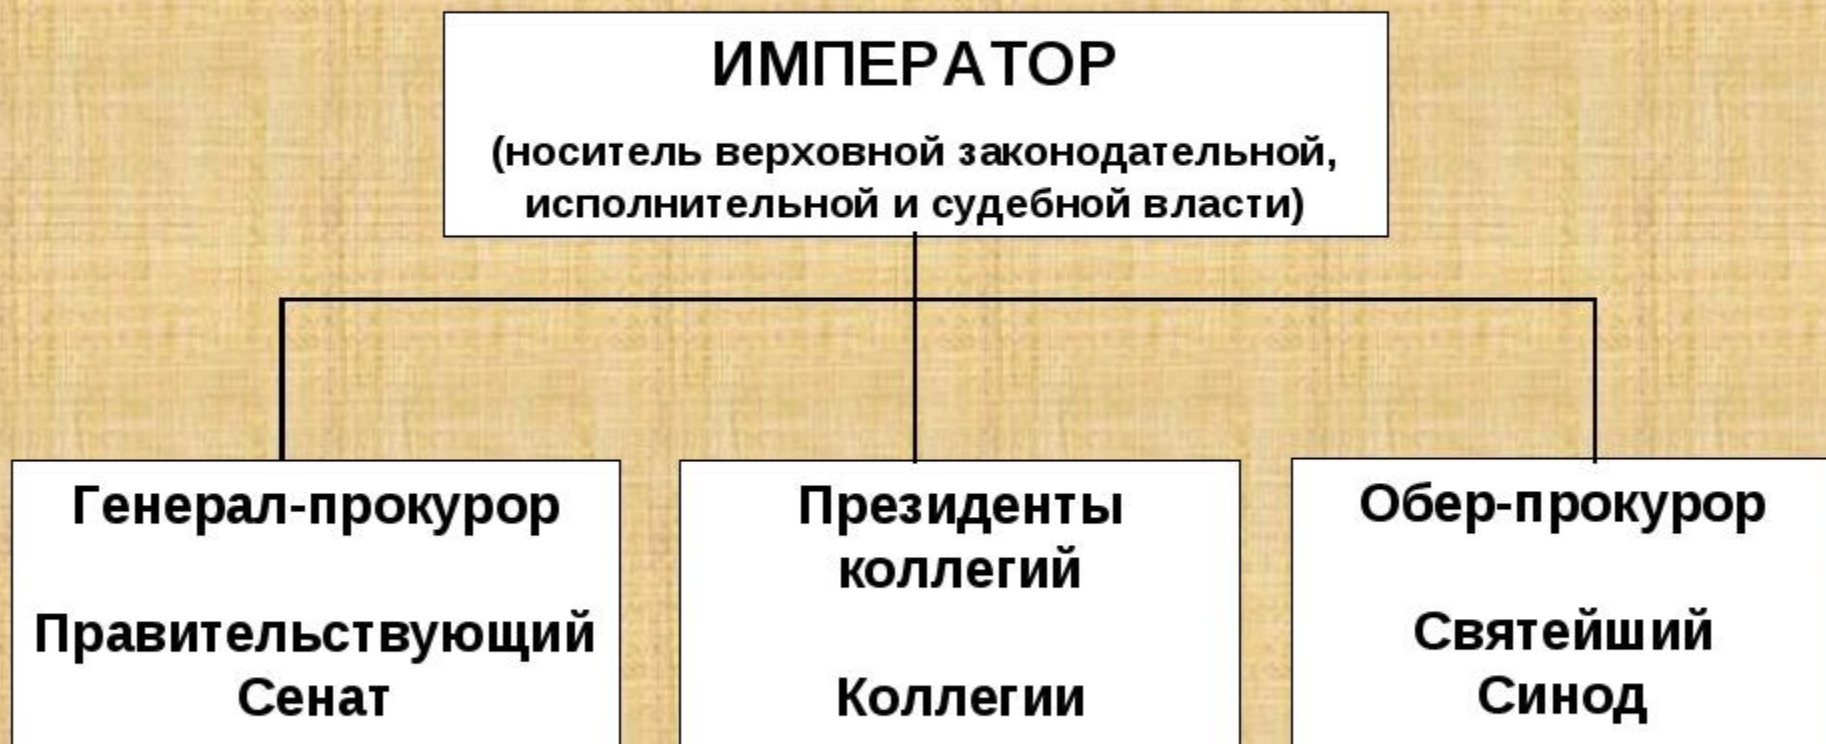 ИМПЕРАТОР
(носитель верховной законодательной,
исполнительной и судебной власти)
Генерал-прокурор
Правительствующий
Сенат
Президенты
коллегий
Коллегии
Обер-прокурор
Святейший
Синод